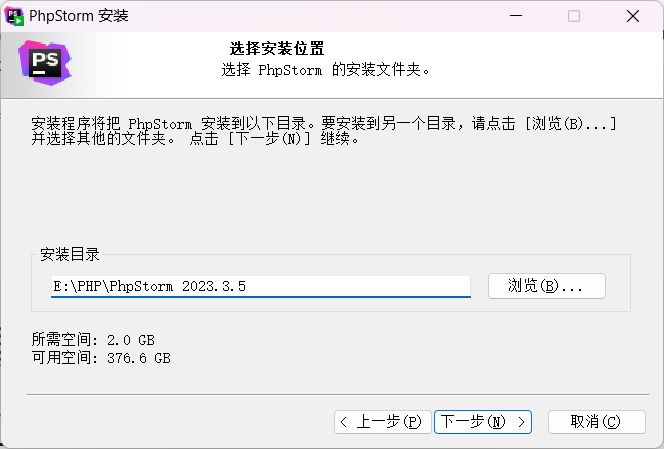 PhpStorm 安装
PS
选择安装位置
选择 PhpStorm 的安装文件夹。
安装程序将把 PhpStorm 安装到以下目录。要安装到另一个目录，请点击 [浏览(B)...]
并选择其他的文件夹。 点击 [下一步(N)] 继续。
安装目录
E:\PHP\PhpStorm 2023.3.5
浏览(B)...
所需空间: 2.0 GB
可用空间: 376.6 GB
< 上一步(P)
下一步(N) >
取消(C)